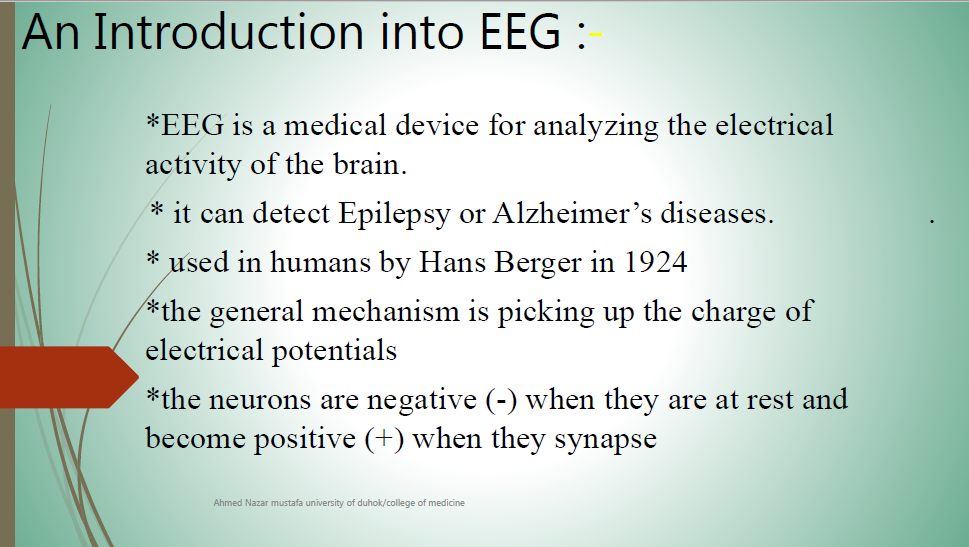 An Introduction into EEG :-
*EEG is a medical device for analyzing the electrical
activity of the brain.
* it can detect Epilepsy or Alzheimer’s diseases.
.
* used in humans by Hans Berger in 1924
*the general mechanism is picking up the charge of
electrical potentials
*the neurons are negative (-) when they are at rest and
become positive (+) when they synapse
Ahmed Nazar mustafa university of duhok/college of medicine